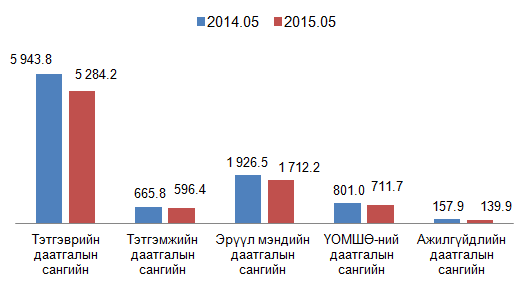 2014.05 2015.05
5 943.8
5 284.2
665.8 596.4
1 926.5 1 712.2
801.0 711.7
157.9 139.9
Тэтгэврийн даатгалын сангийн
Тэтгэмжийн даатгалын сангийн
Эрүүл мэндийн даатгалын сангийн
ҮОМШӨ-ний даатгалын сангийн
Ажилгүйдлийн даатгалын сангийн